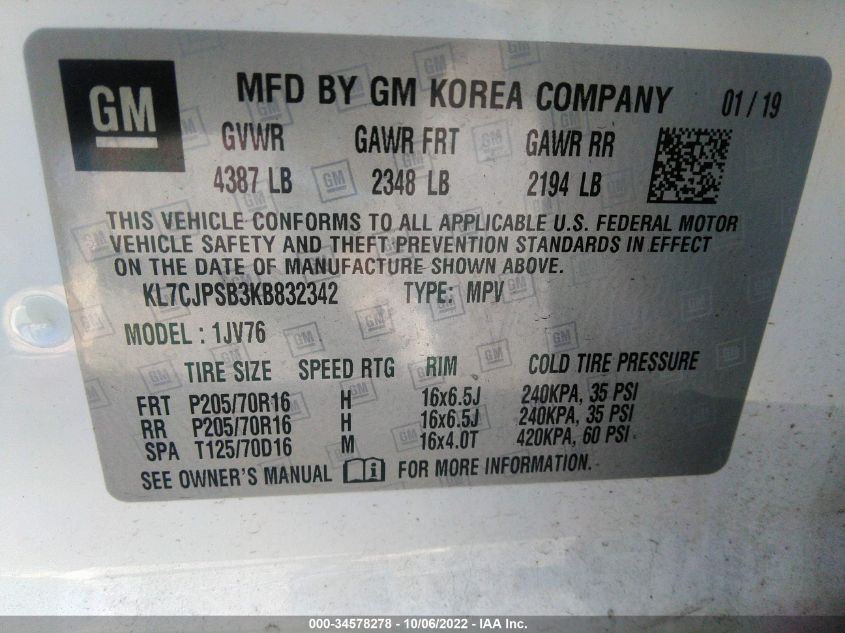 GM MFD BY GM KOREA COMPANY 01/19
GVWR GAWR FRT GAWR RR
4387 LB 2348 LB 2194 LB
THIS VEHICLE CONFORMS TO ALL APPLICABLE U.S. FEDERAL MOTOR
VEHICLE SAFETY AND THEFT PREVENTION STANDARDS IN EFFECT
ON THE DATE OF MANUFACTURE SHOWN ABOVE.
KL7CJPSB3KB832342 TYPE: MPV
MODEL : 1JV76
TIRE SIZE SPEED RTG RIM COLD TIRE PRESSURE
FRT P205/70R16 H 16x6.5J 240KPA, 35 PSI
RR P205/70R16 H 16x6.5J 240KPA, 35 PSI
SPA T125/70D16 M 16x4.0T 420KPA, 60 PSI
SEE OWNER'S MANUAL FOR MORE INFORMATION.
000-34578278 - 10/06/2022 - IAA Inc.